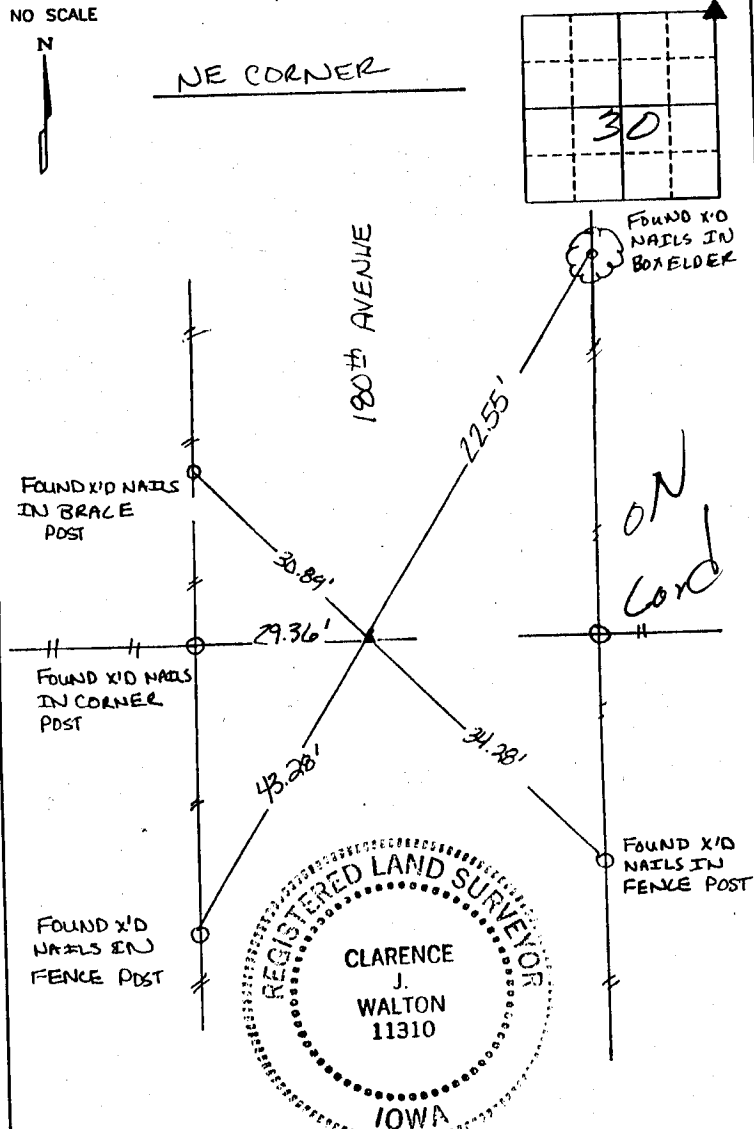 NO SCALE
N
NE CORNER
30
FOUND X'D
NAILS IN
BOXELDER
180th AVENUE
22.55'
FOUND X'D NAILS
IN BRACE
POST
ON
Cord
30.89'
29.36'
FOUND X'D NAILS
IN CORNER
POST
34.28'
43.28'
FOUND X'D
NAILS IN
FENCE POST
FOUND X'D
NAILS IN
FENCE POST
REGISTERED LAND SURVEYOR
CLARENCE
J.
WALTON
11310
IOWA